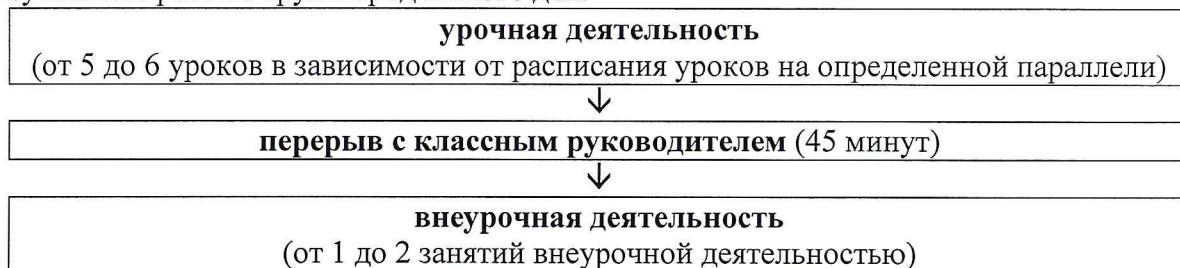 урочная деятельность
(от 5 до 6 уроков в зависимости от расписания уроков на определенной параллели)
↓
перерыв с классным руководителем (45 минут)
↓
внеурочная деятельность
(от 1 до 2 занятий внеурочной деятельностью)